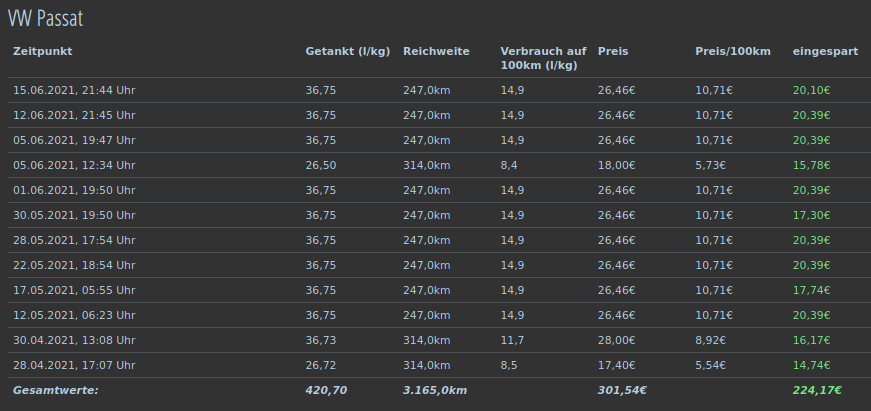 VW Passat
Zeitpunkt Getankt (l/kg) Reichweite Verbrauch auf 100km (l/kg) Preis Preis/100km eingespart
15.06.2021, 21:44 Uhr 36,75 247,0km 14,9 26,46€ 10,71€ 20,10€
12.06.2021, 21:45 Uhr 36,75 247,0km 14,9 26,46€ 10,71€ 20,39€
05.06.2021, 19:47 Uhr 36,75 247,0km 14,9 26,46€ 10,71€ 20,39€
05.06.2021, 12:34 Uhr 26,50 314,0km 8,4 18,00€ 5,73€ 15,78€
01.06.2021, 19:50 Uhr 36,75 247,0km 14,9 26,46€ 10,71€ 20,39€
30.05.2021, 19:50 Uhr 36,75 247,0km 14,9 26,46€ 10,71€ 17,30€
28.05.2021, 17:54 Uhr 36,75 247,0km 14,9 26,46€ 10,71€ 20,39€
22.05.2021, 18:54 Uhr 36,75 247,0km 14,9 26,46€ 10,71€ 20,39€
17.05.2021, 05:55 Uhr 36,75 247,0km 14,9 26,46€ 10,71€ 17,74€
12.05.2021, 06:23 Uhr 36,75 247,0km 14,9 26,46€ 10,71€ 20,39€
30.04.2021, 13:08 Uhr 36,73 314,0km 11,7 28,00€ 8,92€ 16,17€
28.04.2021, 17:07 Uhr 26,72 314,0km 8,5 17,40€ 5,54€ 14,74€
Gesamtwerte: 420,70 3.165,0km 301,54€ 224,17€